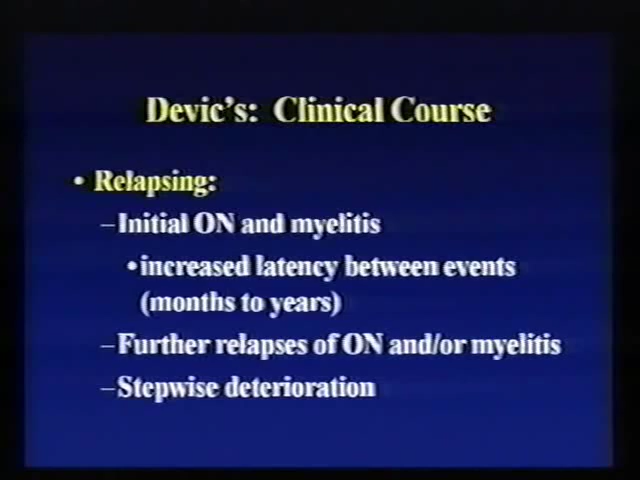 Devic's: Clinical Course
• Relapsing:
–Initial ON and myelitis
•increased latency between events
(months to years)
–Further relapses of ON and/or myelitis
–Stepwise deterioration